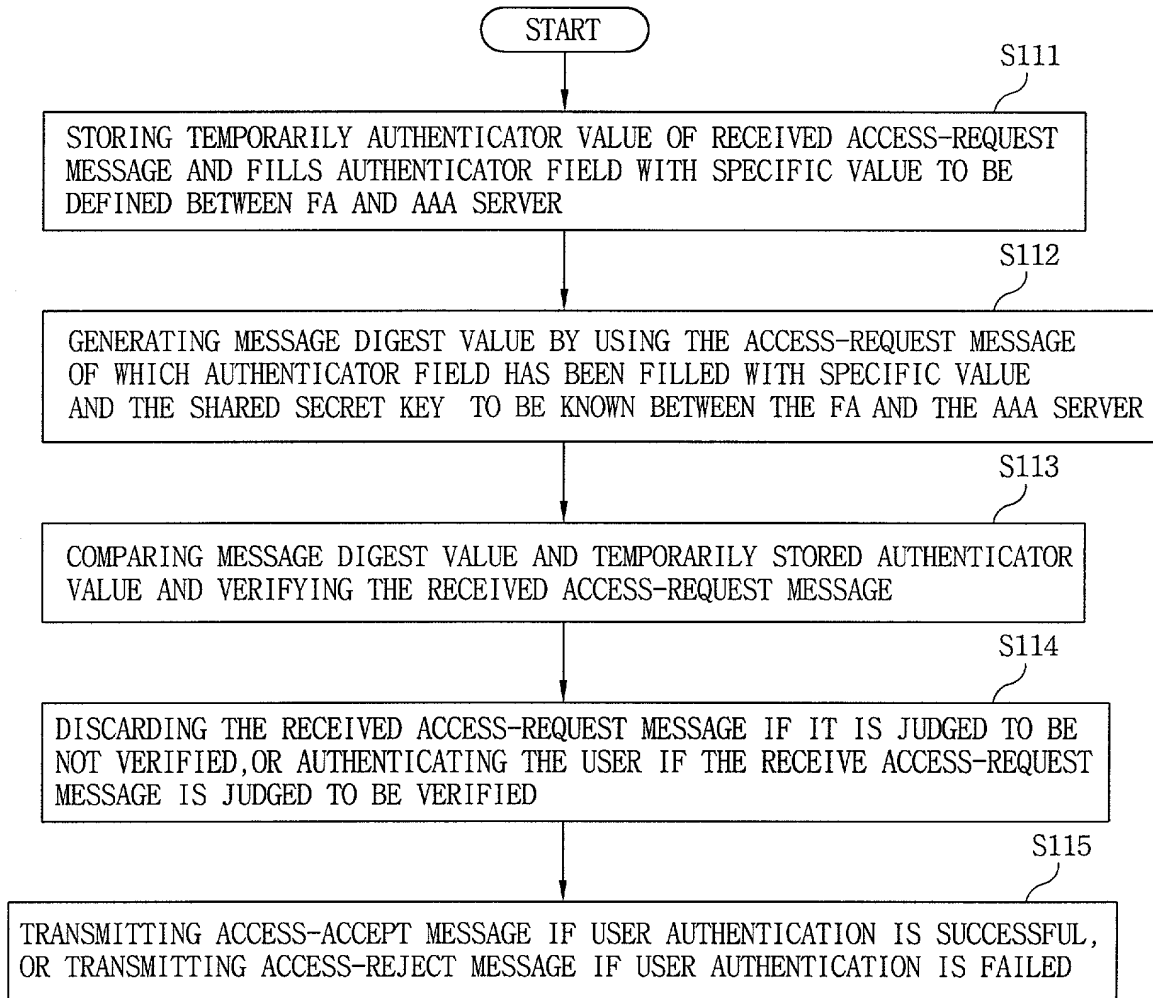 START
S111
STORING TEMPORARILY AUTHENTICATOR VALUE OF RECEIVED ACCESS-REQUEST
MESSAGE AND FILLS AUTHENTICATOR FIELD WITH SPECIFIC VALUE TO BE
DEFINED BETWEEN FA AND AAA SERVER
S112
GENERATING MESSAGE DIGEST VALUE BY USING THE ACCESS-REQUEST MESSAGE
OF WHICH AUTHENTICATOR FIELD HAS BEEN FILLED WITH SPECIFIC VALUE
AND THE SHARED SECRET KEY TO BE KNOWN BETWEEN THE FA AND THE AAA SERVER
S113
COMPARING MESSAGE DIGEST VALUE AND TEMPORARILY STORED AUTHENTICATOR
VALUE AND VERIFYING THE RECEIVED ACCESS-REQUEST MESSAGE
S114
DISCARDING THE RECEIVED ACCESS-REQUEST MESSAGE IF IT IS JUDGED TO BE
NOT VERIFIED,OR AUTHENTICATING THE USER IF THE RECEIVE ACCESS-REQUEST
MESSAGE IS JUDGED TO BE VERIFIED
S115
TRANSMITTING ACCESS-ACCEPT MESSAGE IF USER AUTHENTICATION IS SUCCESSFUL,
OR TRANSMITTING ACCESS-REJECT MESSAGE IF USER AUTHENTICATION IS FAILED